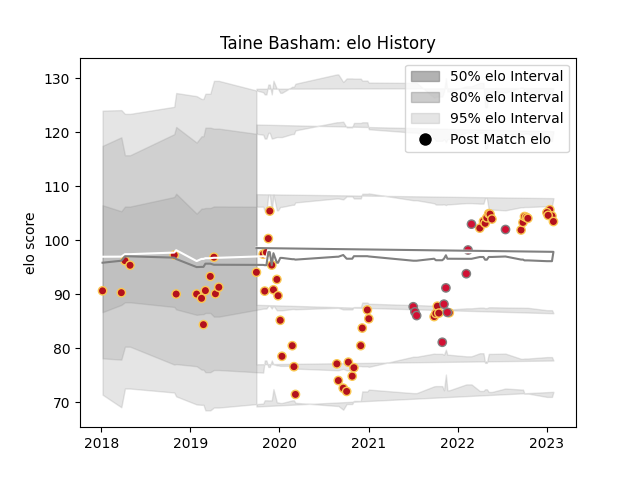 Taine Basham: elo History
50% elo Interval
80% elo Interval
95% elo Interval
Post Match elo
elo score
130
120
110
100
90
80
70
2018
2019
2020
2021
2022
2023